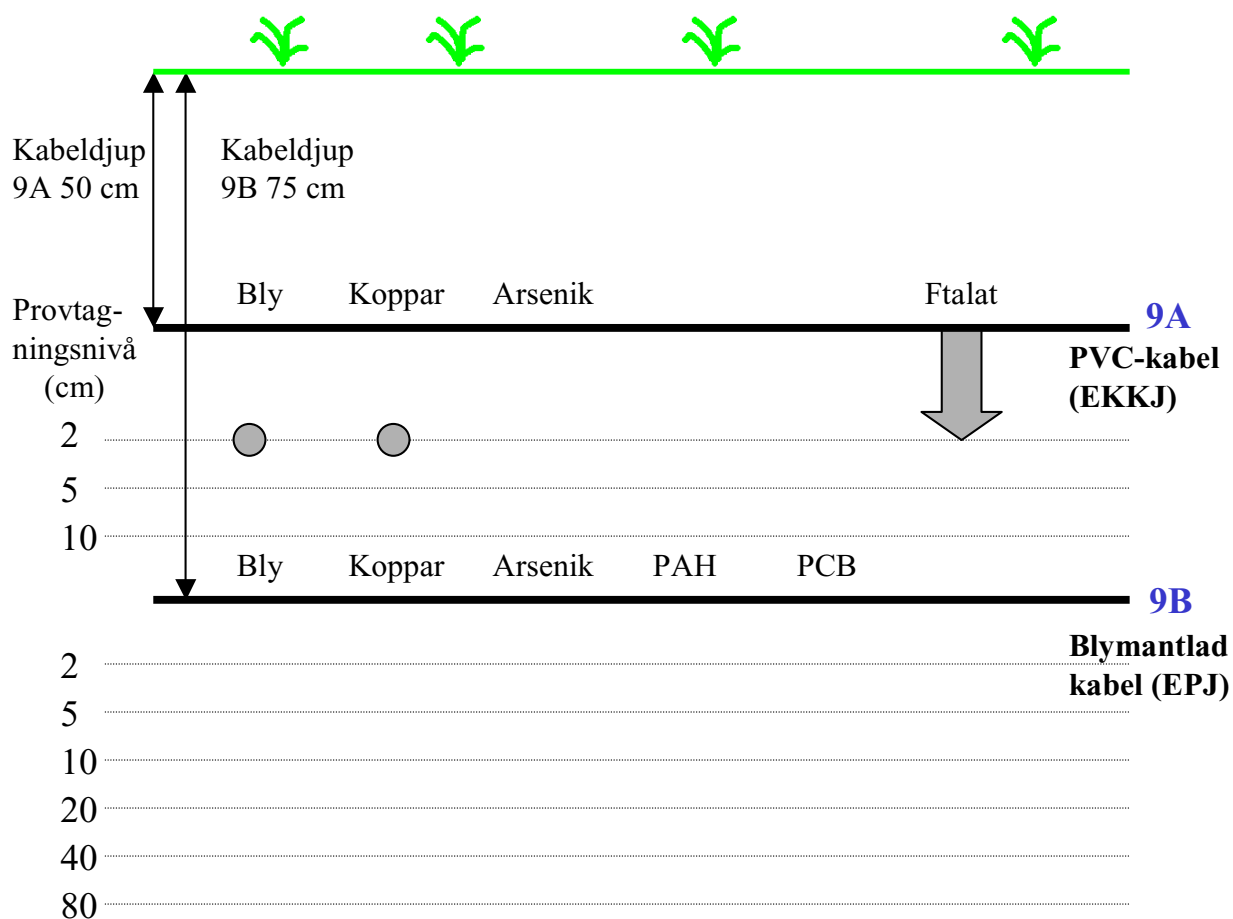 Kabeldjup
9A 50 cm
Kabeldjup
9B 75 cm
Bly Koppar Arsenik Ftalat
9A
PVC-kabel
(EKKJ)
Provtag-
ningsnivå
(cm)
2
5
10
Bly Koppar Arsenik PAH PCB
9B
Blymantlad
kabel (EPJ)
2
5
10
20
40
80